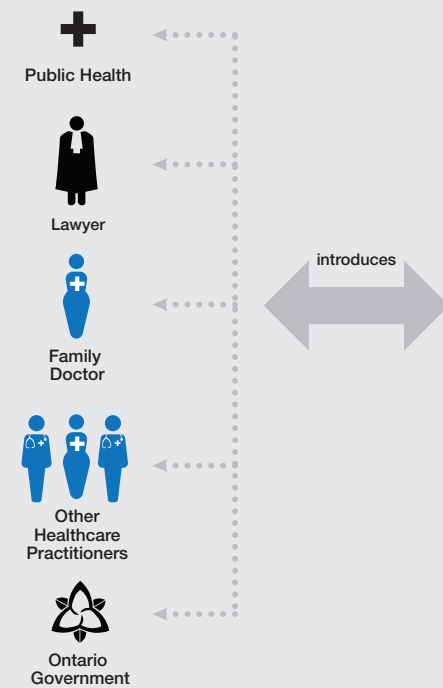 Public Health
Lawyer
introduces
Family
Doctor
Other
Healthcare
Practitioners
Ontario
Government